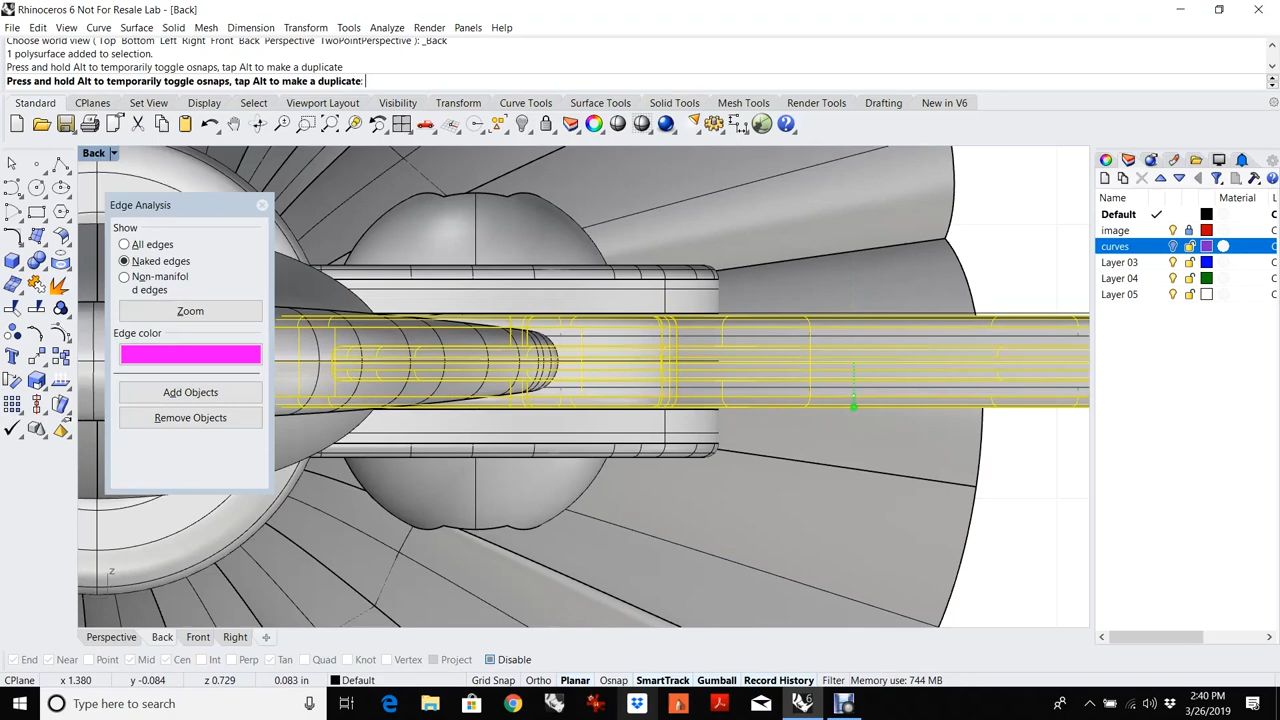 Rhinoceros 6 Not For Resale Lab - [Back]
File Edit View Curve Surface Solid Mesh Dimension Transform Tools Analyze Render Panels Help
Choose world view ( Top Bottom Left Right Front Back Perspective TwoPointPerspective ): _Back
1 polysurface added to selection.
Press and hold Alt to temporarily toggle osnaps, tap Alt to make a duplicate
Press and hold Alt to temporarily toggle osnaps, tap Alt to make a duplicate:
Standard CPlanes Set View Display Select Viewport Layout Visibility Transform Curve Tools Surface Tools Solid Tools Mesh Tools Render Tools Drafting New in V6
Back
Edge Analysis
Show
All edges
Naked edges
Non-manifol
d edges
Zoom
Edge color
Add Objects
Remove Objects
z
Name Material L
Default C
image C
curves C
Layer 03 C
Layer 04 C
Layer 05 C
Perspective Back Front Right
End Near Point Mid Cen Int Perp Tan Quad Knot Vertex Project Disable
CPlane x 1.380 y -0.084 z 0.729 0.083 in Default Grid Snap Ortho Planar Osnap SmartTrack Gumball Record History Filter Memory use: 744 MB
Type here to search
2:40 PM
3/26/2019